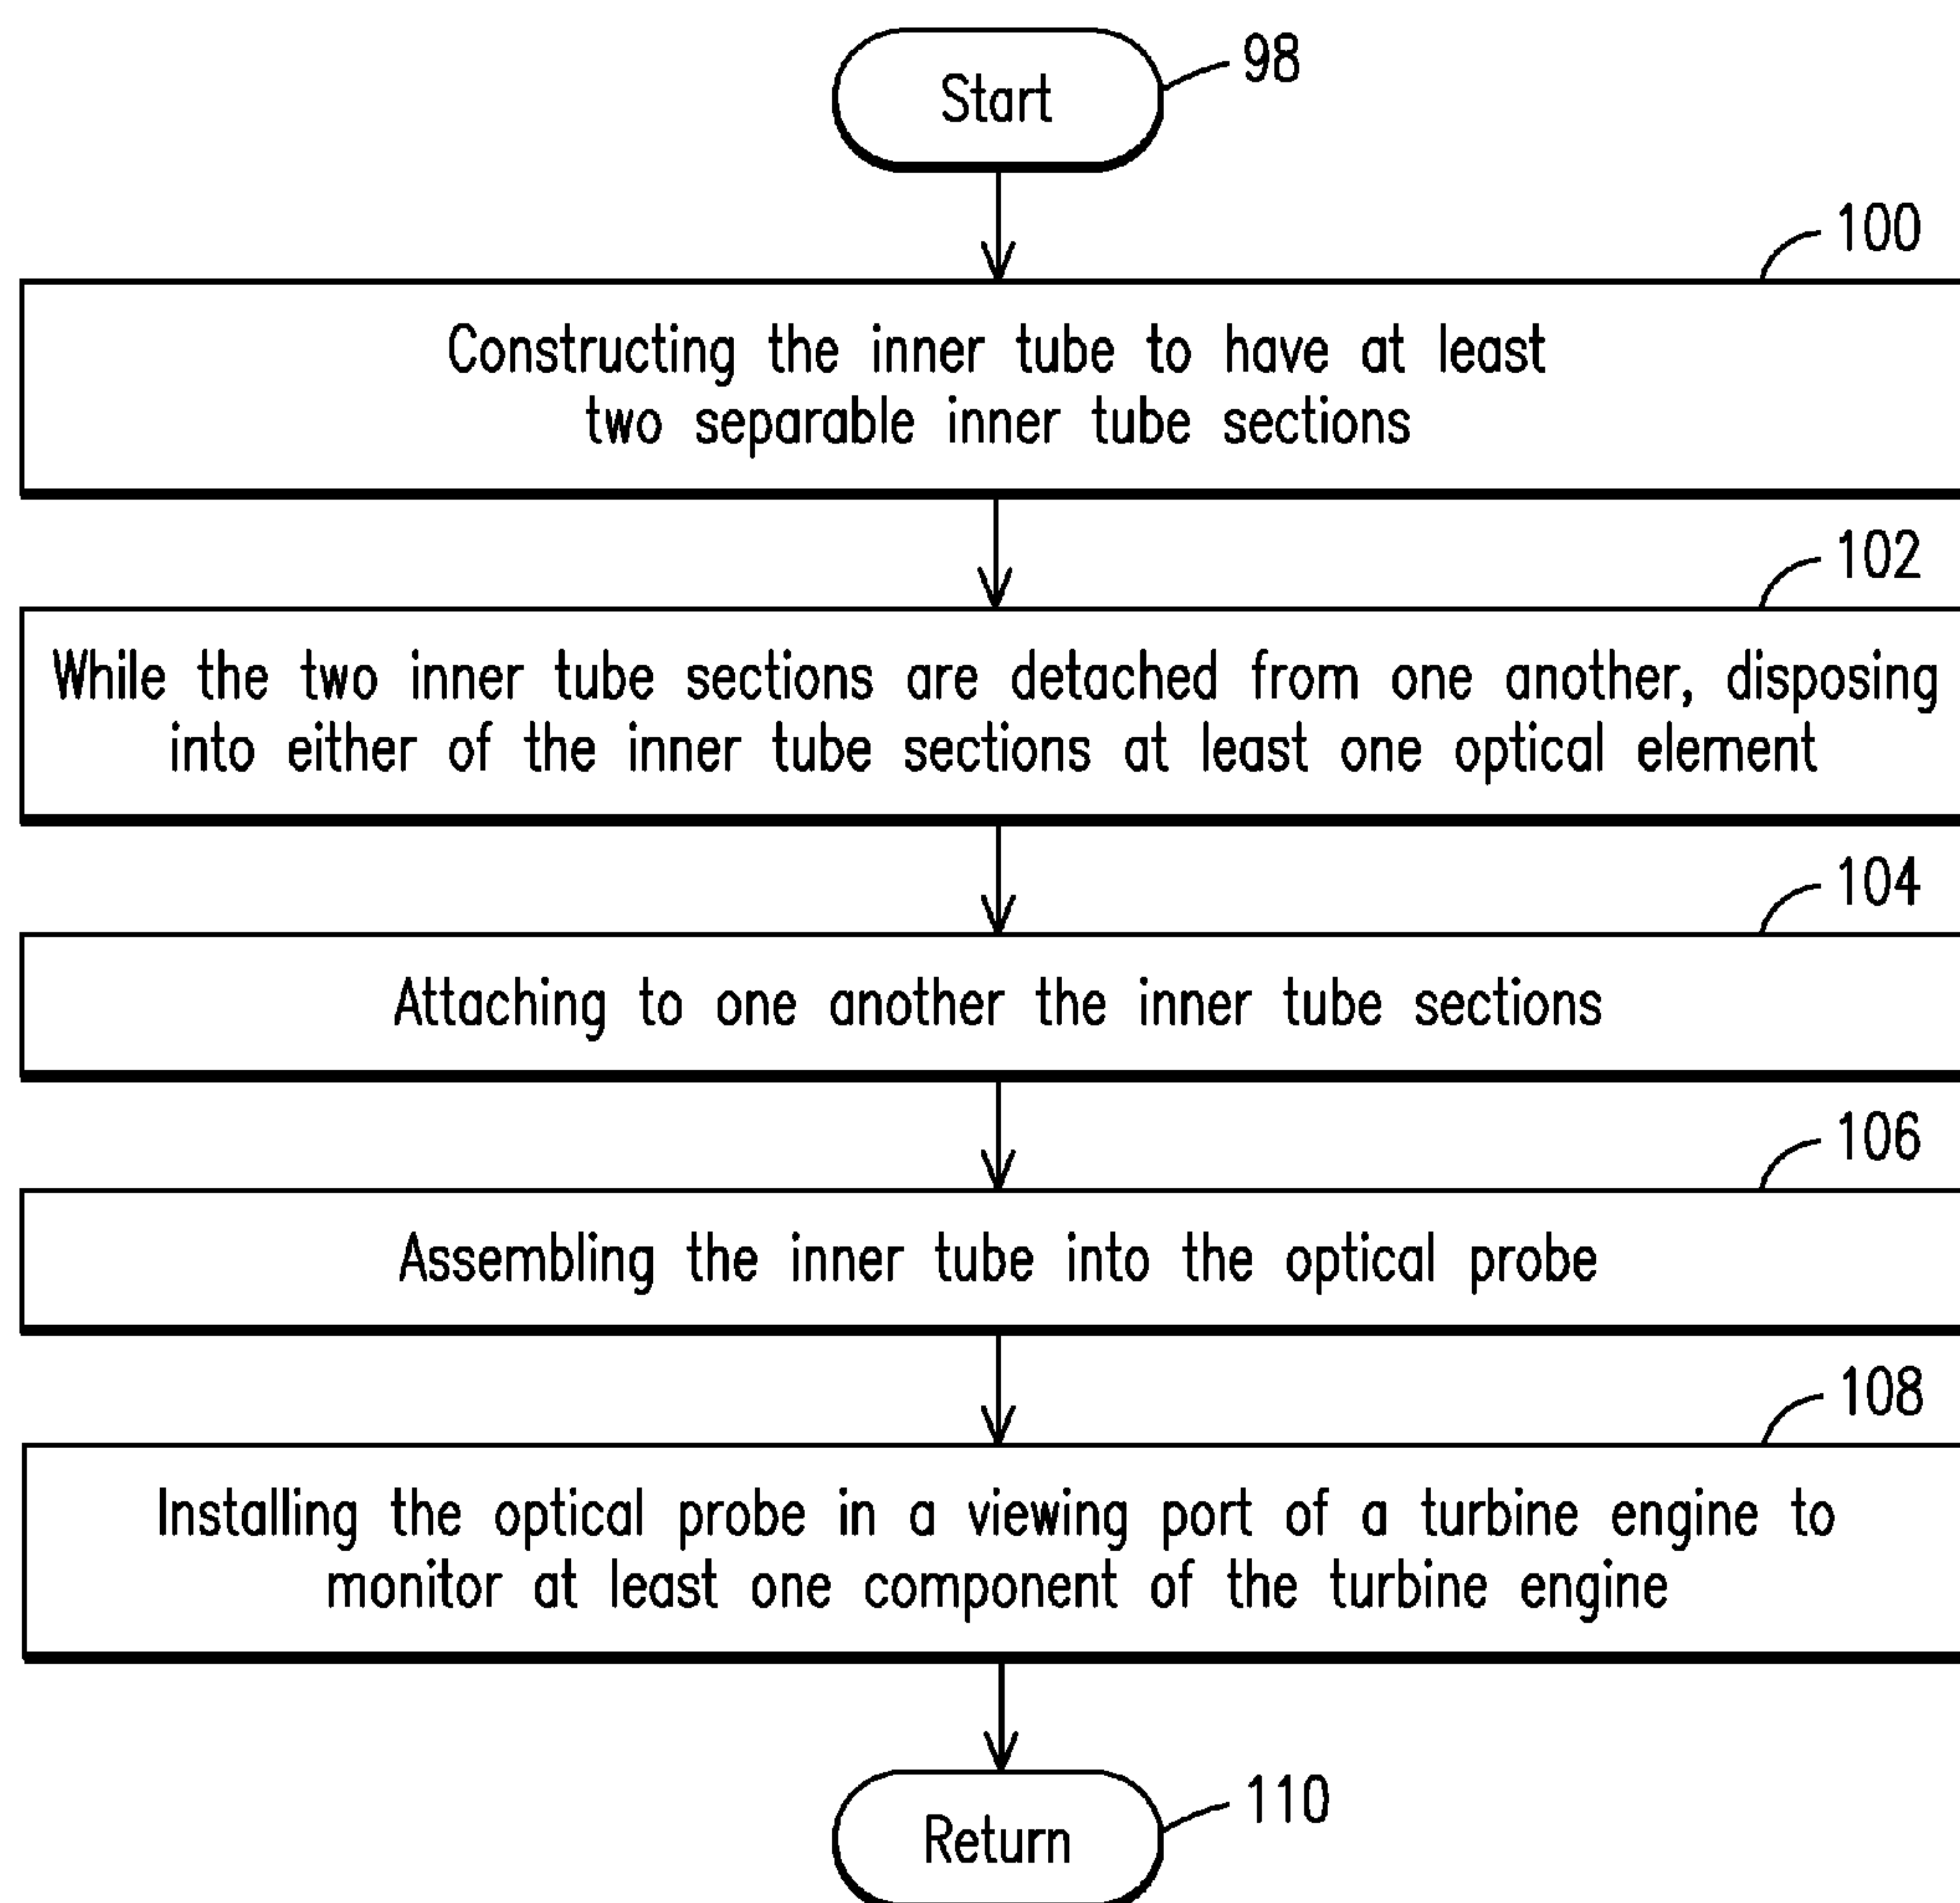 Start
98
100
Constructing the inner tube to have at least
two separable inner tube sections
102
While the two inner tube sections are detached from one another, disposing
into either of the inner tube sections at least one optical element
104
Attaching to one another the inner tube sections
106
Assembling the inner tube into the optical probe
108
Installing the optical probe in a viewing port of a turbine engine to
monitor at least one component of the turbine engine
Return
110